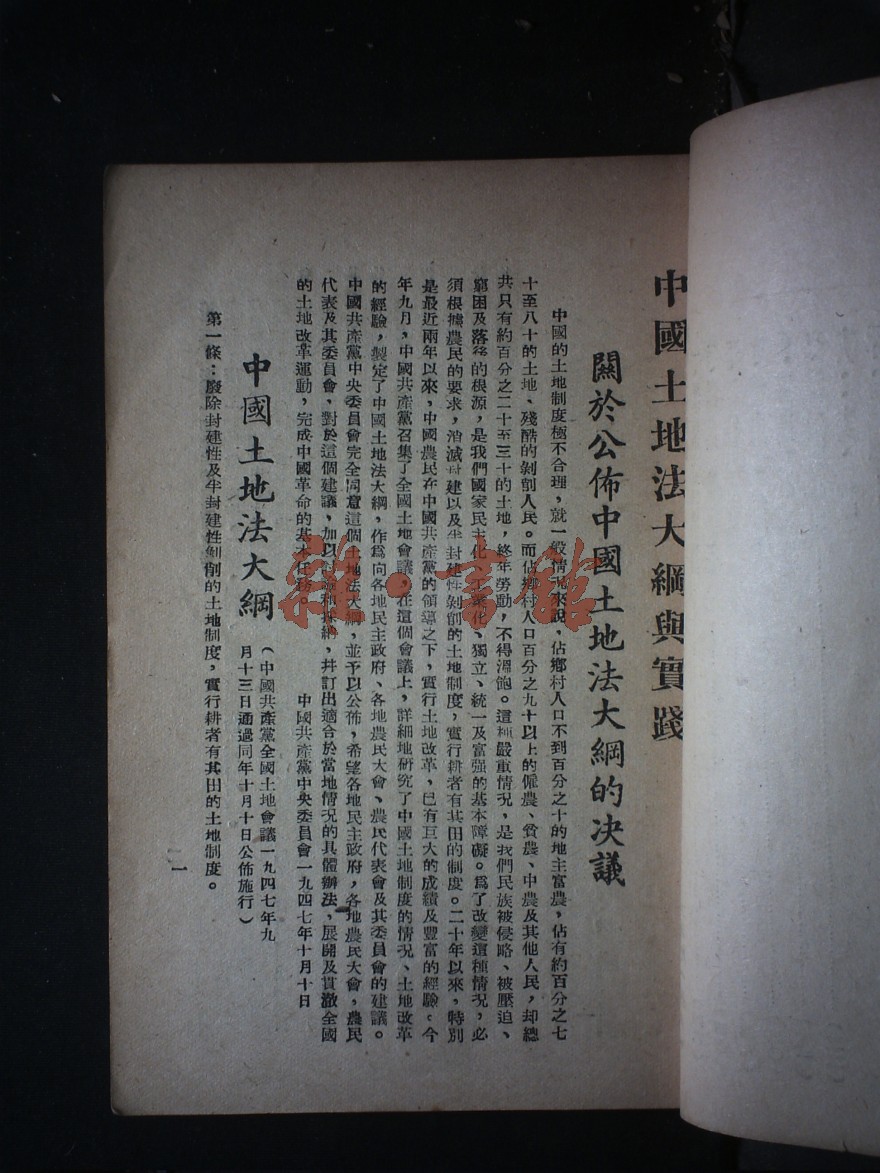 中國土地法大綱與實踐
關於公佈中國土地法大綱的决議
中國的土地制度極不合理，就一般情况來說，佔鄉村人口不到百分之十的地主富農，佔有約百分之七
十至八十的土地、殘酷的剝削人民。而佔鄉村人口百分之九十以上的僱農、貧農、中農及其他人民，却總
共只有約百分之二十至三十的土地，終年勞動，不得溫飽。這種嚴重情况，是我們民族被侵略、被壓迫、
窮困及落後的根源，是我們國家民主化、工業化、獨立、統一及富强的基本障礙。爲了改變這種情况，必
須根據農民的要求，消滅封建以及半封建性剝削的土地制度，實行耕者有其田的制度。二十年以來，特別
是最近兩年以來，中國農民在中國共產黨的領導之下，實行土地改革，已有巨大的成績及豐富的經驗。今
年九月，中國共產黨召集了全國土地會議，在這個會議上，詳細地研究了中國土地制度的情况、土地改革
的經驗，製定了中國土地法大綱，作爲向各地民主政府、各地農民大會、農民代表會及其委員會的建議。
中國共產黨中央委員會完全同意這個土地法大綱，並予以公佈，希望各地民主政府，各地農民大會，農民
代表及其委員會，對於這個建議，加以討論和採納，幷訂出適合於當地情况的具體辦法，展開及貫澈全國
的土地改革運動，完成中國革命的基本任務。
中國共產黨中央委員會一九四七年十月十日
中國土地法大綱
（中國共產黨全國土地會議一九四七年九
月十三日通過同年十月十日公佈施行）
第一條：廢除封建性及半封建性剝削的土地制度，實行耕者有其田的土地制度。
一
雜·書館